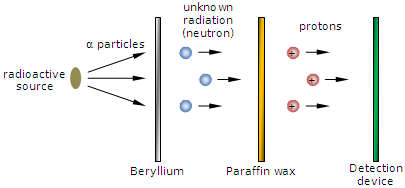 unknown
radiation
(neutron)
protons
α particles
radioactive
source
+
+
+
Beryllium
Paraffin wax
Detection
device